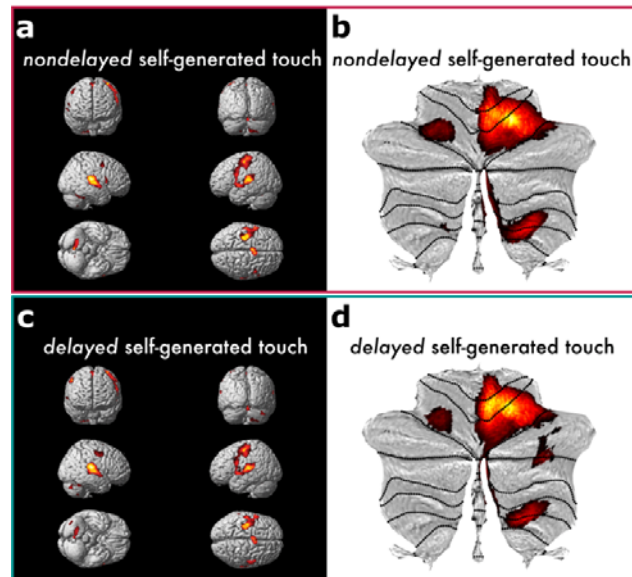 a
nondelayed self-generated touch
b
nondelayed self-generated touch
c
delayed self-generated touch
d
delayed self-generated touch